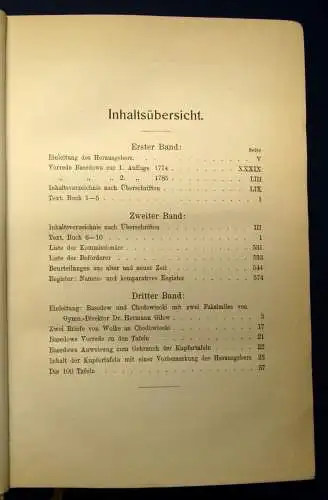 Inhaltsübersicht.
Erster Band:
Seite
Einleitung des Herausgebers. V
Vorrede Basedows zur 1. Auflage 1774 XXXIX
„ „ „ 2. „ 1785 LIII
Inhaltsverzeichnis nach Überschriften LIX
Text. Buch 1—5 1
Zweiter Band:
Inhaltsverzeichnis nach Überschriften III
Text. Buch 6—10 1
Liste der Kommissionäre 531
Liste der Beförderer 533
Beurteilungen aus alter und neuer Zeit 544
Register: Namen- und komparatives Register 574
Dritter Band:
Einleitung: Basedow und Chodowiecki mit zwei Faksimiles von
Gymn.-Direktor Dr. Hermann Gilow 3
Zwei Briefe von Wolke an Chodowiecki 17
Basedows Vorrede zu den Tafeln 21
Basedows Anweisung zum Gebrauch der Kupfertafeln 22
Inhalt der Kupfertafeln mit einer Vorbemerkung des Herausgebers 25
Die 100 Tafeln 37